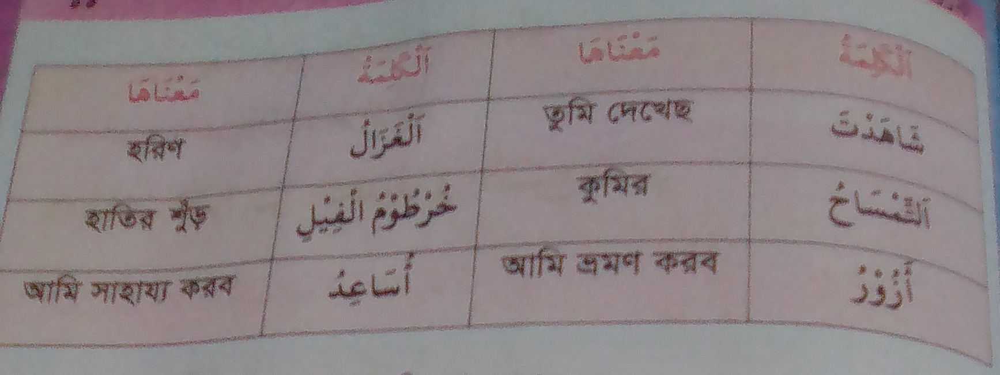 اَلْكَلِمَةُ مَعْنَاهَا اَلْكَلِمَةُ مَعْنَاهَا
شَاهَدْتَ তুমি দেখেছ اَلْغَزَالُ হরিণ
اَلتِّمْسَاحُ কুমির خُرْطُوْمُ الْفِيْلِ হাতির শুঁড়
أَزُوْرُ আমি ভ্রমণ করব أُسَاعِدُ আমি সাহায্য করব